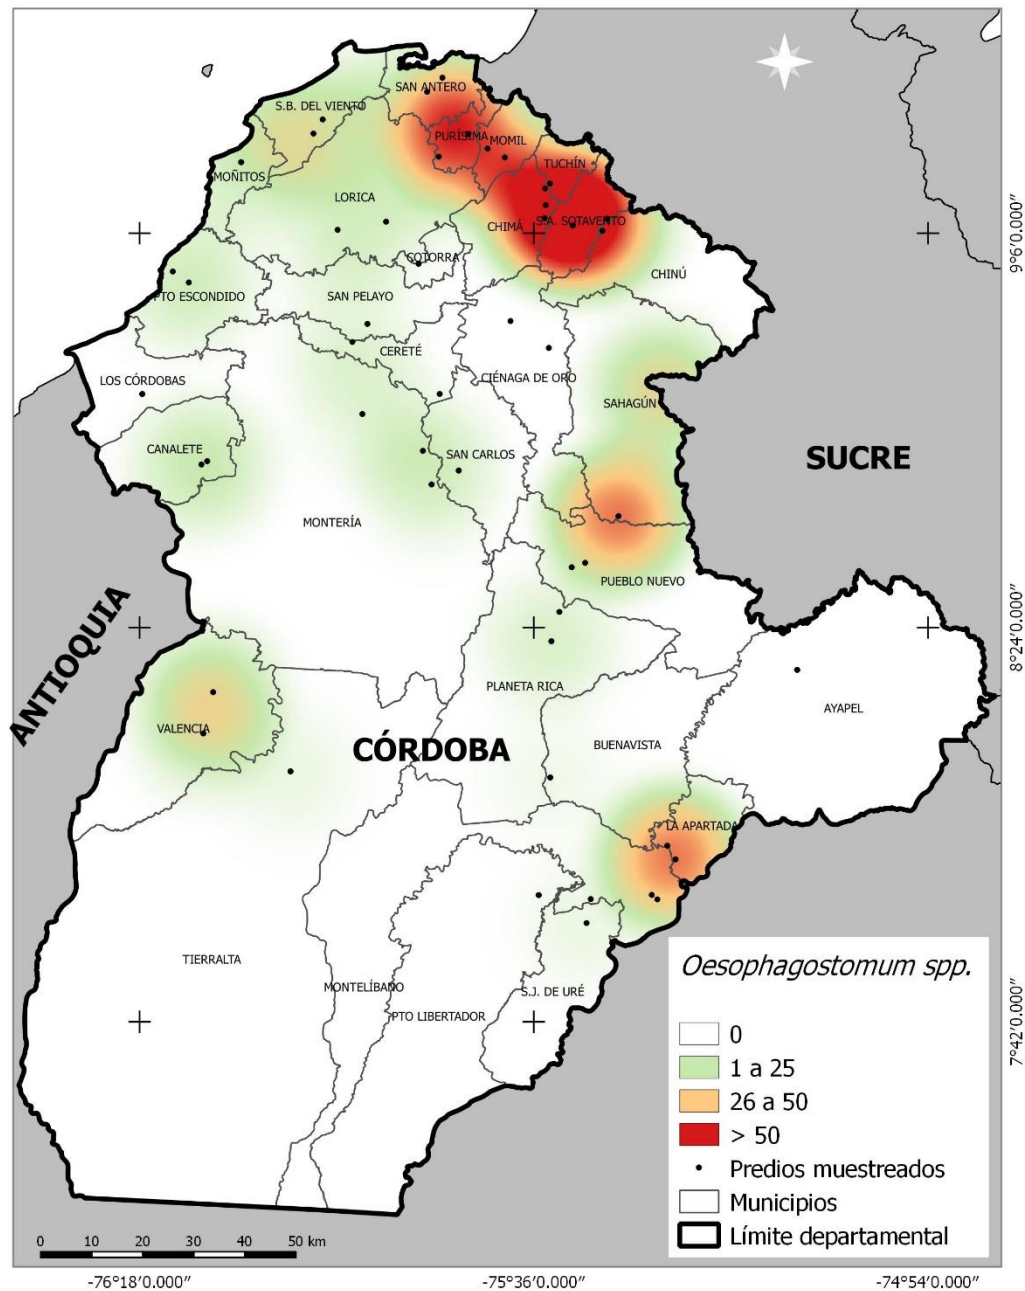 SAN ANTERO
S.B. DEL VIENTO
PURÍSIMA
MOMIL
TUCHÍN
MOÑITOS
LORICA
CHIMÁ
S.A. SOTAVENTO
COTORRA
CHINÚ
PTO ESCONDIDO
SAN PELAYO
CERETÉ
LOS CÓRDOBAS
CIÉNAGA DE ORO
SAHAGÚN
CANALETE
SAN CARLOS
SUCRE
MONTERÍA
PUEBLO NUEVO
ANTIOQUIA
PLANETA RICA
VALENCIA
CÓRDOBA
BUENAVISTA
AYAPEL
LA APARTADA
TIERRALTA
MONTELÍBANO
S.J. DE URÉ
PTO LIBERTADOR
9°6'0.000"
8°24'0.000"
7°42'0.000"
Oesophagostomum spp.
0
1 a 25
26 a 50
> 50
Predios muestreados
Municipios
Límite departamental
0 10 20 30 40 50 km
-76°18'0.000" -75°36'0.000" -74°54'0.000"